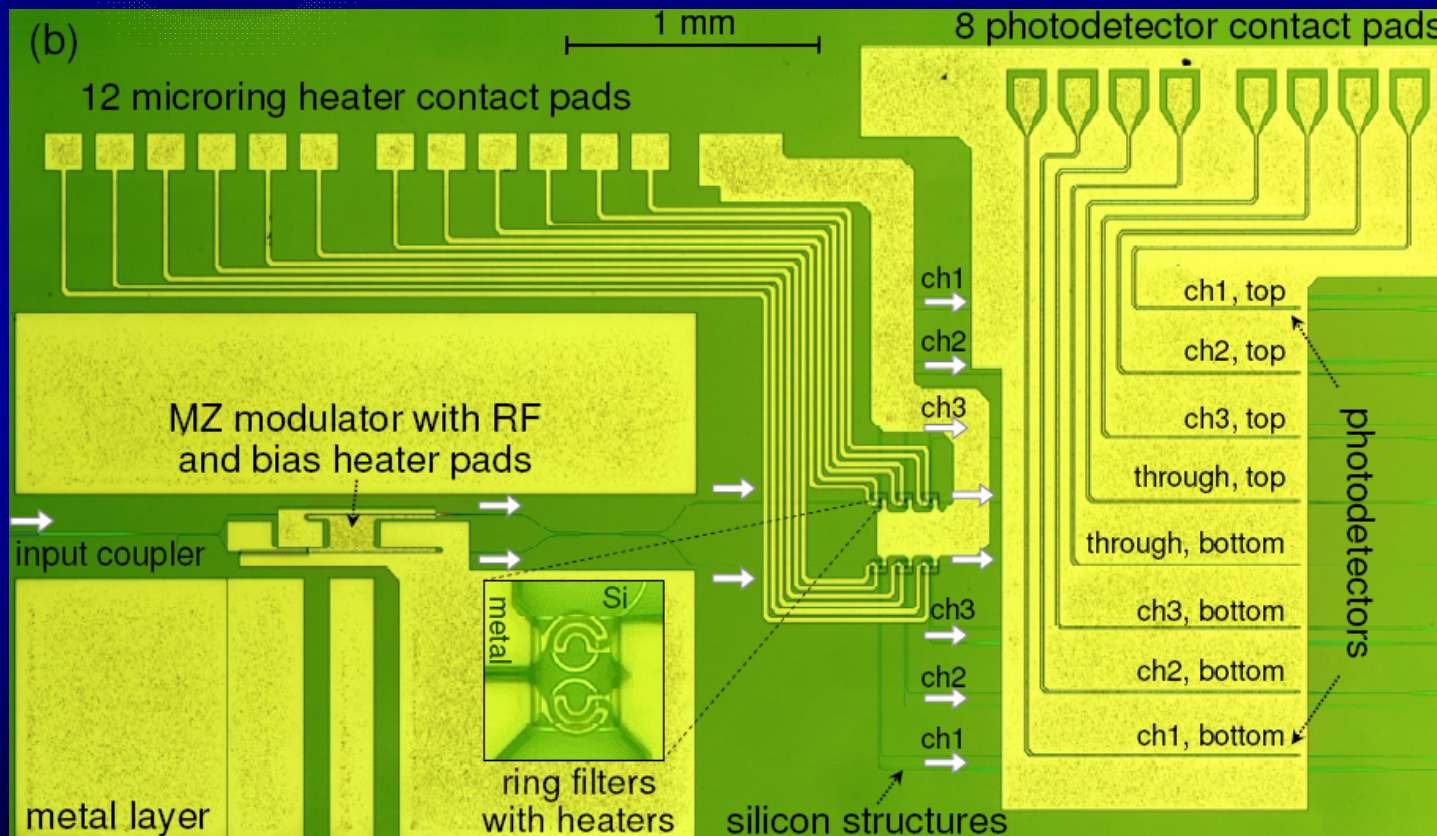 (b)
1 mm
8 photodetector contact pads
12 microring heater contact pads
ch1
ch2
ch3
ch1, top
ch2, top
ch3, top
through, top
through, bottom
ch3, bottom
ch2, bottom
ch1, bottom
photodetectors
MZ modulator with RF
and bias heater pads
input coupler
metal
Si
ch3
ch2
ch1
ring filters
with heaters
silicon structures
metal layer